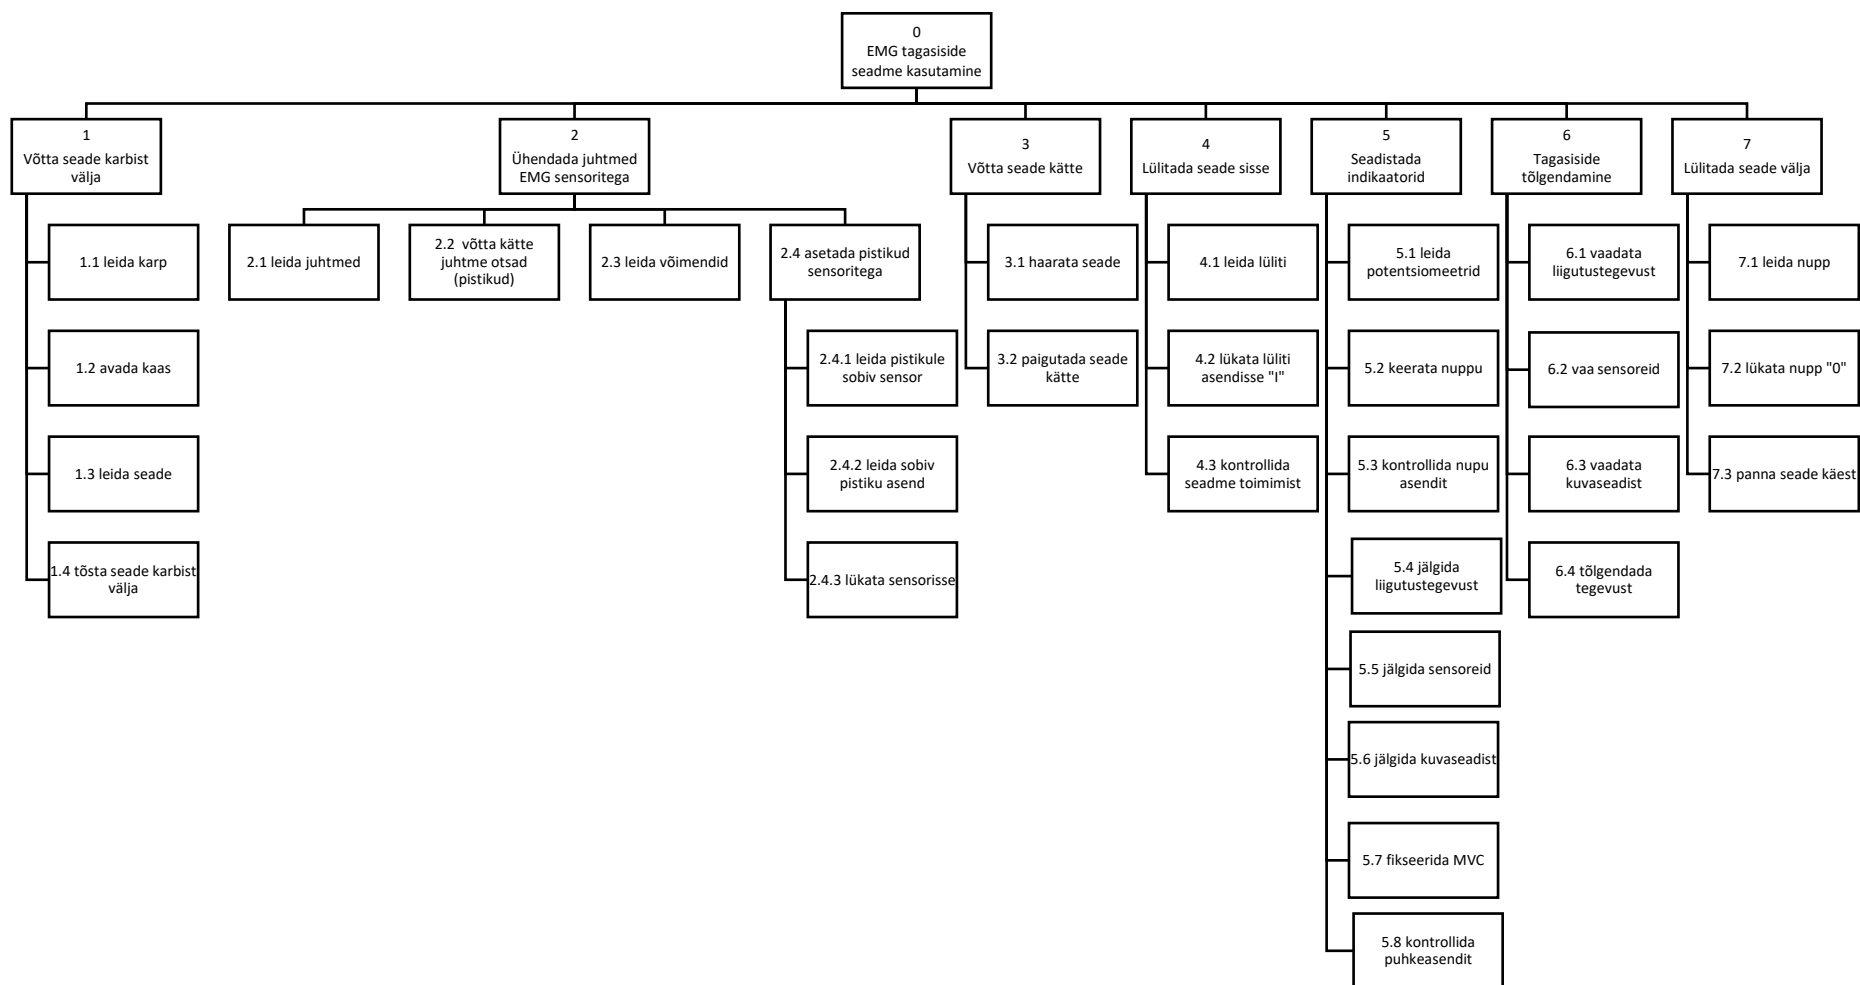 0
EMG tagasiside
seadme kasutamine
1
Võtta seade karbist
välja
1.1 leida karp
1.2 avada kaas
1.3 leida seade
1.4 tõsta seade karbist
välja
2
Ühendada juhtmed
EMG sensoritega
2.1 leida juhtmed
2.2  võtta kätte
juhtme otsad
(pistikud)
2.3 leida võimendid
2.4 asetada pistikud
sensoritega
2.4.1 leida pistikule
sobiv sensor
2.4.2 leida sobiv
pistiku asend
2.4.3 lükata sensorisse
3
Võtta seade kätte
3.1 haarata seade
3.2 paigutada seade
kätte
4
Lülitada seade sisse
4.1 leida lüliti
4.2 lükata lüliti
asendisse "I"
4.3 kontrollida
seadme toimimist
5
Seadistada
indikaatorid
5.1 leida
potentsiomeetrid
5.2 keerata nuppu
5.3 kontrollida nupu
asendit
5.4 jälgida
liigutustegevust
5.5 jälgida sensoreid
5.6 jälgida kuvaseadist
5.7 fikseerida MVC
5.8 kontrollida
puhkeasendit
6
Tagasiside
tõlgendamine
6.1 vaadata
liigutustegevust
6.2 vaa sensoreid
6.3 vaadata
kuvaseadist
6.4 tõlgendada
tegevust
7
Lülitada seade välja
7.1 leida nupp
7.2 lükata nupp "0"
7.3 panna seade käest